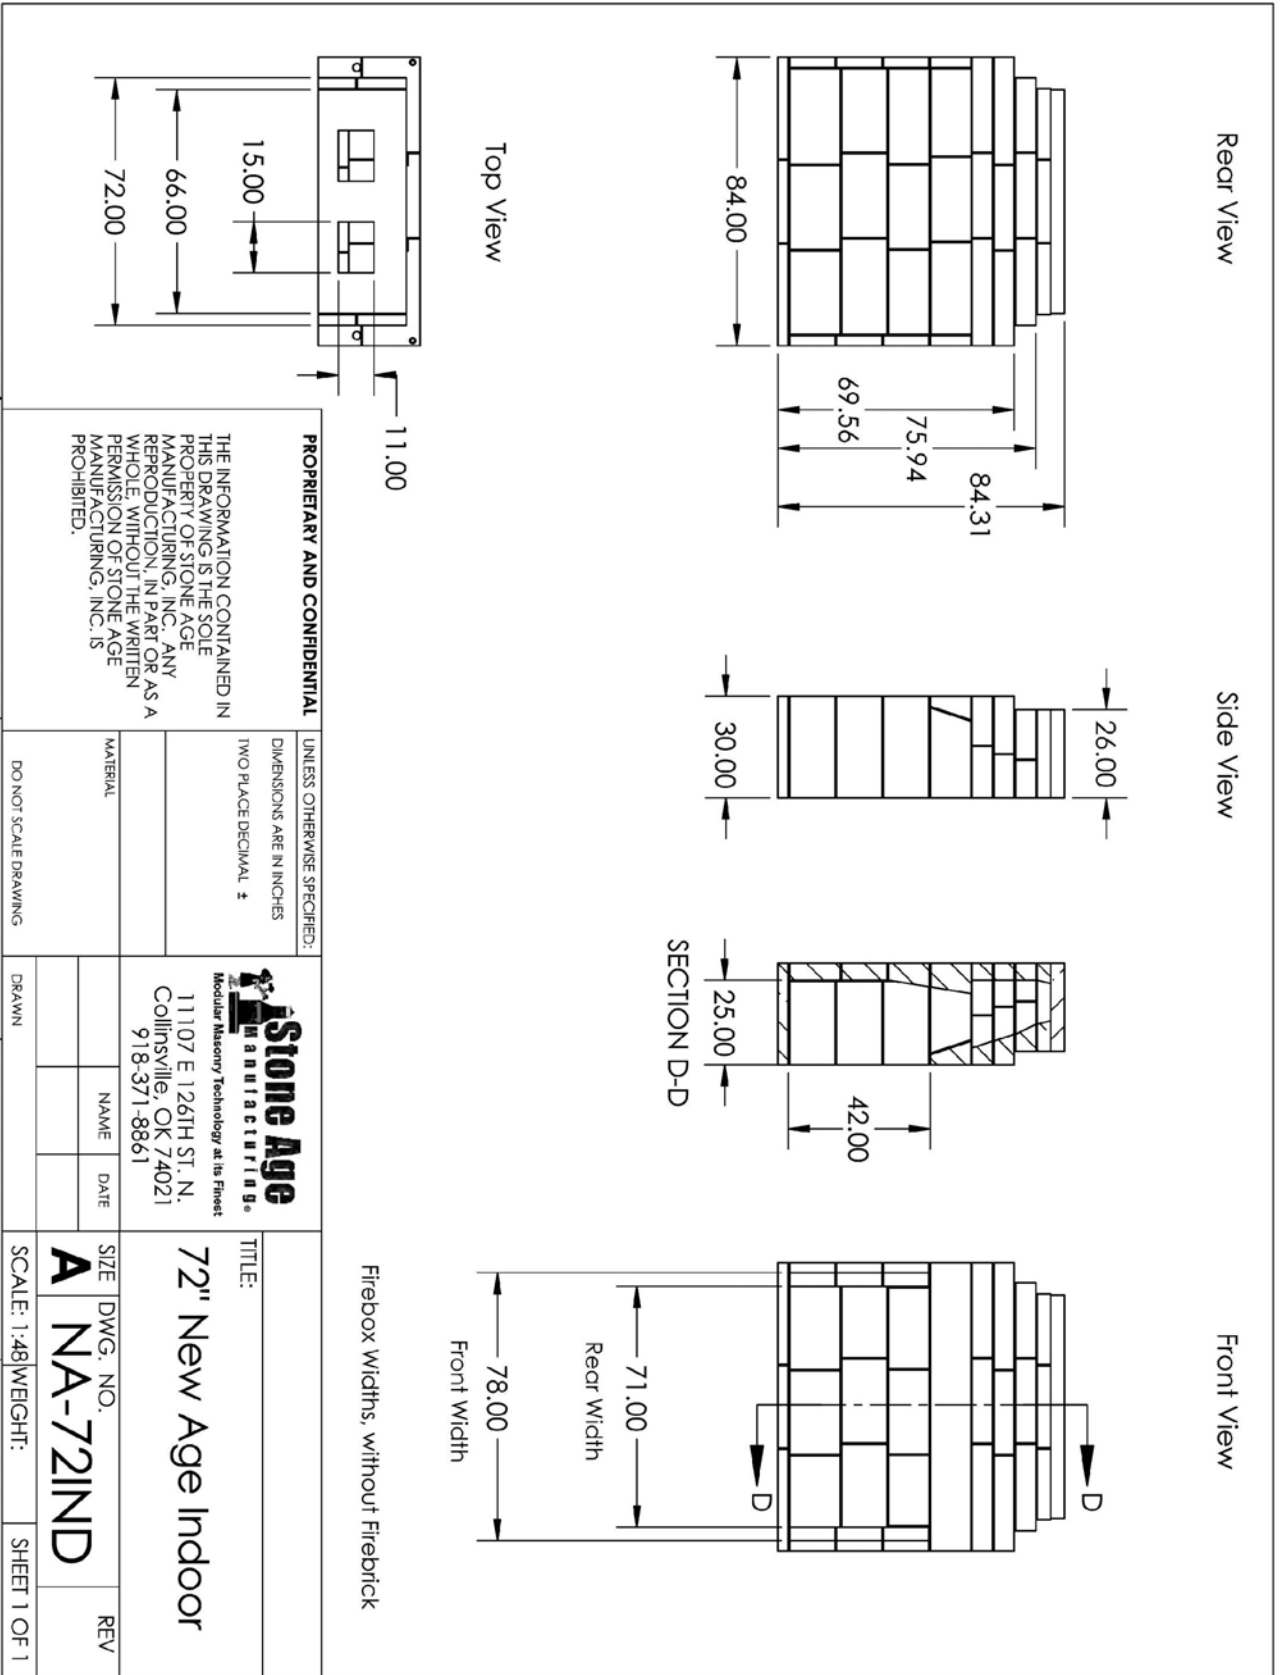 Rear View
Side View
Front View
84.00
69.56
75.94
84.31
26.00
30.00
25.00
SECTION D-D
42.00
D
D
71.00
Rear Width
78.00
Front Width
Firebox Widths, without Firebrick
Top View
15.00
66.00
72.00
11.00
PROPRIETARY AND CONFIDENTIAL
THE INFORMATION CONTAINED IN
THIS DRAWING IS THE SOLE
PROPERTY OF STONE AGE
MANUFACTURING, INC. ANY
REPRODUCTION, IN PART OR AS A
WHOLE, WITHOUT THE WRITTEN
PERMISSION OF STONE AGE
MANUFACTURING, INC. IS
PROHIBITED.
UNLESS OTHERWISE SPECIFIED:
DIMENSIONS ARE IN INCHES
TWO PLACE DECIMAL ±
MATERIAL
DO NOT SCALE DRAWING
Stone Age
Manufacturing®
Modular Masonry Technology at its Finest
11107 E 126TH ST. N.
Collinsville, OK 74021
918-371-8861
NAME
DATE
DRAWN
TITLE:
72" New Age Indoor
SIZE
A
DWG. NO.
NA-72IND
REV
SCALE: 1:48
WEIGHT:
SHEET 1 OF 1